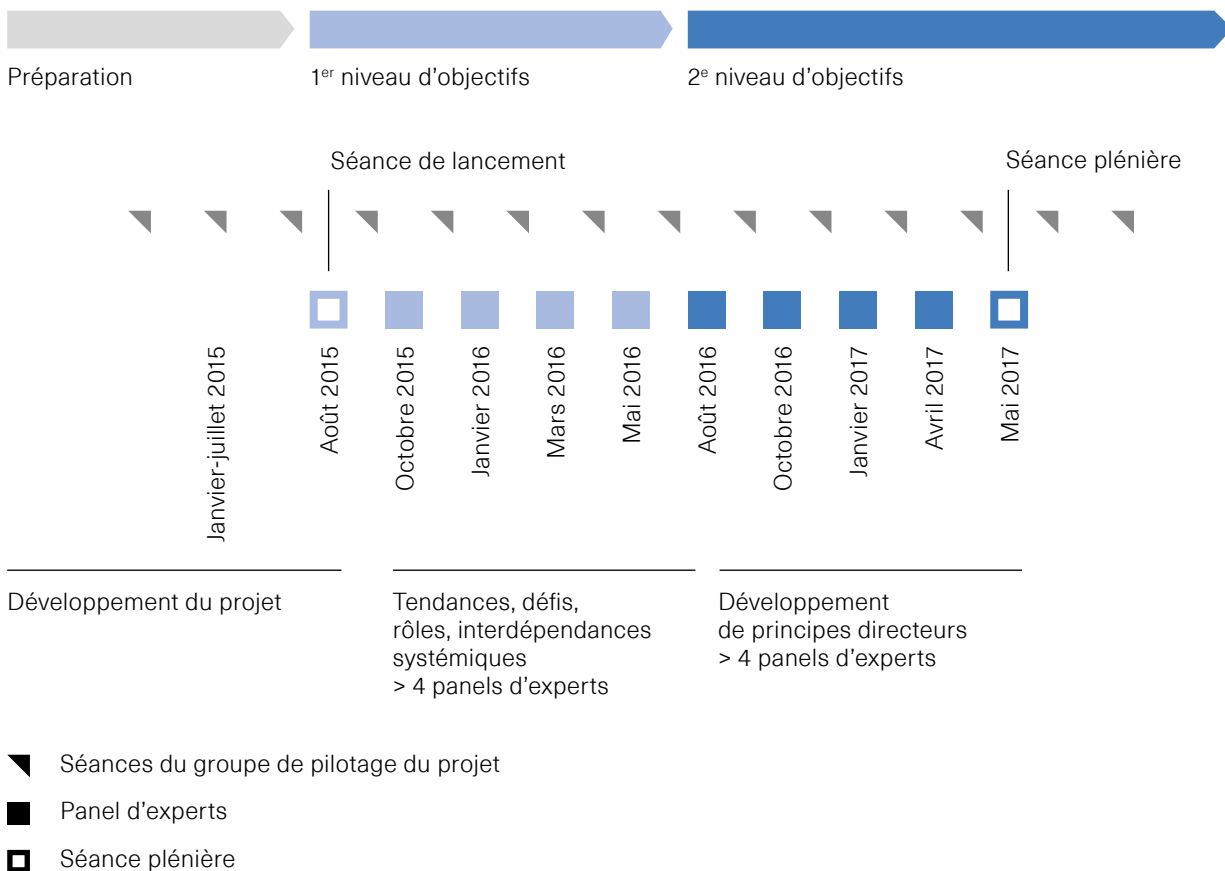 Préparation
1er niveau d'objectifs
2e niveau d'objectifs
Séance de lancement
Séance plénière
Janvier-juillet 2015
Août 2015
Octobre 2015
Janvier 2016
Mars 2016
Mai 2016
Août 2016
Octobre 2016
Janvier 2017
Avril 2017
Mai 2017
Développement du projet
Tendances, défis,
rôles, interdépendances
systémiques
> 4 panels d'experts
Développement
de principes directeurs
> 4 panels d'experts
Séances du groupe de pilotage du projet
Panel d'experts
Séance plénière